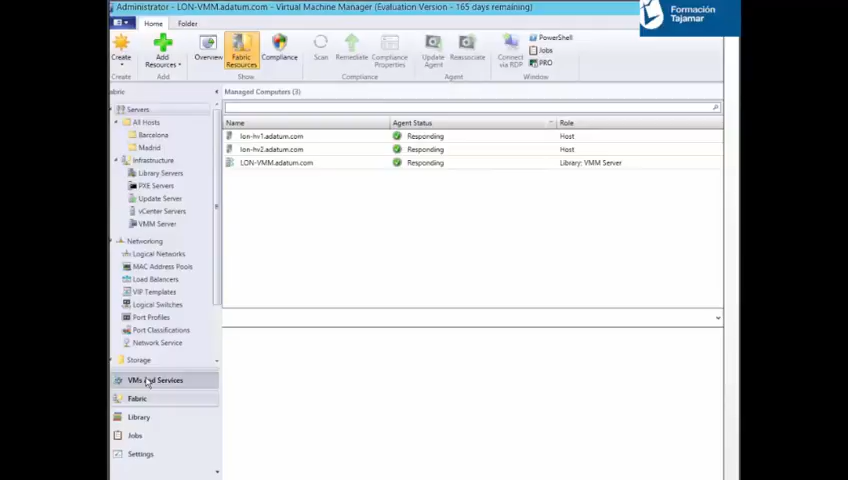 Administrator - LON-VMM.adatum.com - Virtual Machine Manager (Evaluation Version - 165 days remaining)
Formación
Tajamar
Home
Folder
Create
Add
Resources
Overview
Fabric
Resources
Compliance
Scan
Remediate
Compliance
Properties
Update
Agent
Reassociate
Connect
via RDP
PowerShell
Jobs
PRO
Create
Add
Show
Compliance
Agent
Window
abric
Servers
All Hosts
Barcelona
Madrid
Infrastructure
Library Servers
PXE Servers
Update Server
vCenter Servers
VMM Server
Networking
Logical Networks
MAC Address Pools
Load Balancers
VIP Templates
Logical Switches
Port Profiles
Port Classifications
Network Service
Storage
VMs and Services
Fabric
Library
Jobs
Settings
Managed Computers (3)
Name Agent Status Role
lon-hv1.adatum.com Responding Host
lon-hv2.adatum.com Responding Host
LON-VMM.adatum.com Responding Library; VMM Server